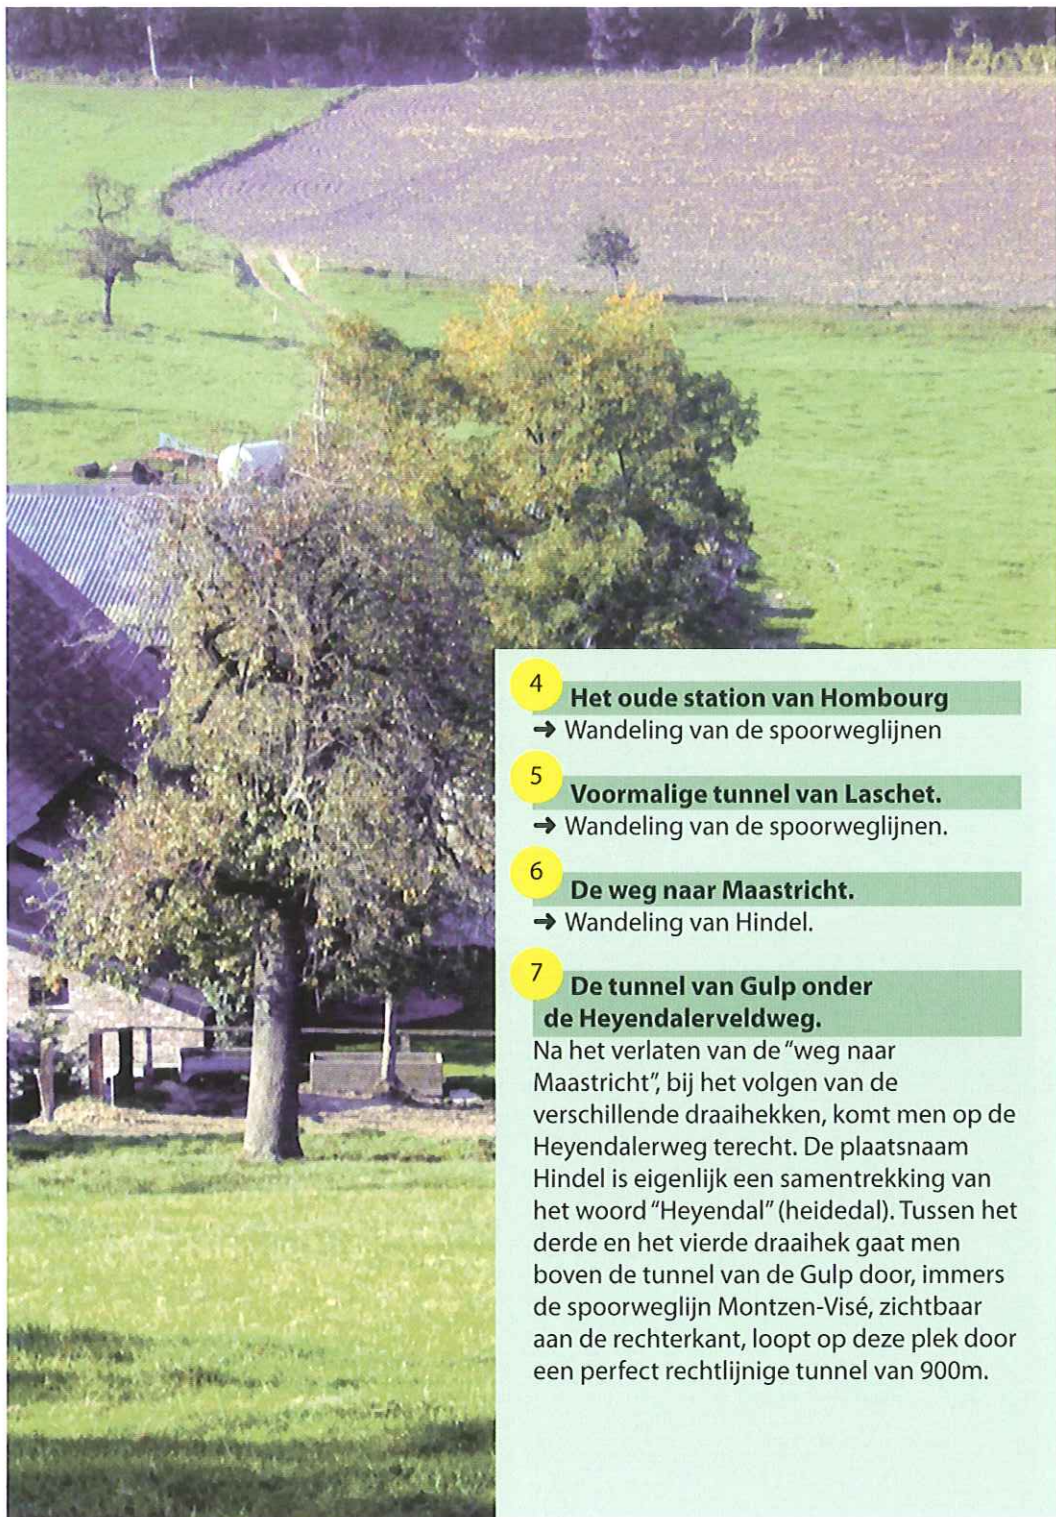 4
Het oude station van Hombourg
➔ Wandeling van de spoorweglijnen
5
Voormalige tunnel van Laschet.
➔ Wandeling van de spoorweglijnen.
6
De weg naar Maastricht.
➔ Wandeling van Hindel.
7
De tunnel van Gulp onder
de Heyendalerveldweg.
Na het verlaten van de “weg naar
Maastricht”, bij het volgen van de
verschillende draaihekken, komt men op de
Heyendalerweg terecht. De plaatsnaam
Hindel is eigenlijk een samentrekking van
het woord “Heyendal” (heidedal). Tussen het
derde en het vierde draaihek gaat men
boven de tunnel van de Gulp door, immers
de spoorweglijn Montzen-Visé, zichtbaar
aan de rechterkant, loopt op deze plek door
een perfect rechtlijnige tunnel van 900m.